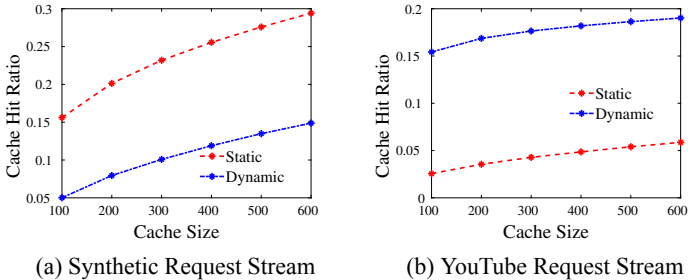 0.3
0.25
0.2
0.15
0.1
0.05
Cache Hit Ratio
Static
Dynamic
100 200 300 400 500 600
Cache Size
(a) Synthetic Request Stream
0.2
0.15
0.1
0.05
0
Cache Hit Ratio
Static
Dynamic
100 200 300 400 500 600
Cache Size
(b) YouTube Request Stream